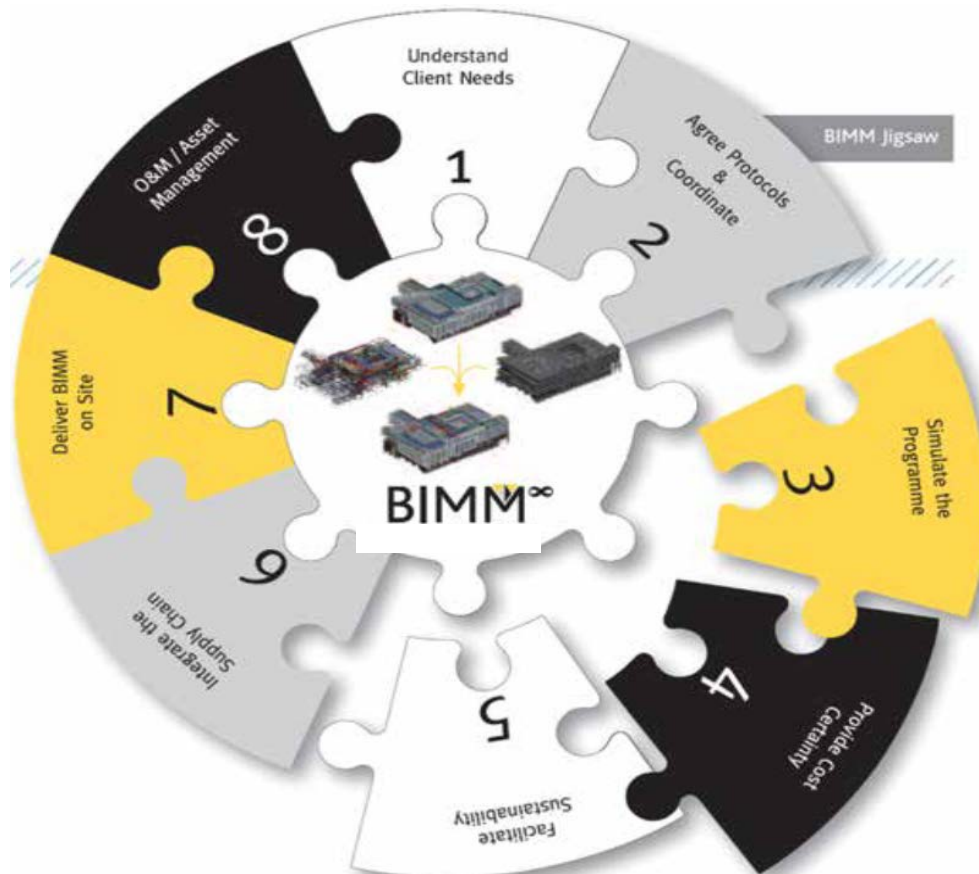 Understand
Client Needs
1
Agree Protocols
&
Coordinate
2
BIMM Jigsaw
Simulate the
Programme
3
Provide Cost
Certainty
4
Facilitate
Sustainability
5
Integrate the
Supply Chain
6
Deliver BIMM
on Site
7
O&M / Asset
Management
8
BIMM∞